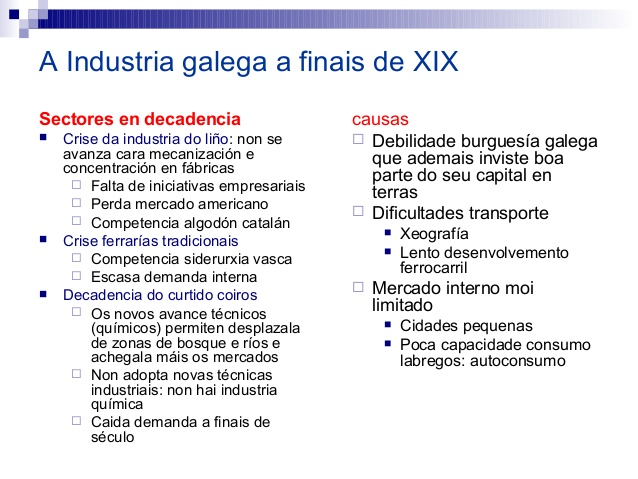 A Industria galega a finais de XIX
Sectores en decadencia
Crise da industria do liño: non se
avanza cara mecanización e
concentración en fábricas
Falta de iniciativas empresariais
Perda mercado americano
Competencia algodón catalán
Crise ferrarías tradicionais
Competencia siderurxia vasca
Escasa demanda interna
Decadencia do curtido coiros
Os novos avance técnicos
(químicos) permiten desplazala
de zonas de bosque e ríos e
achegala máis os mercados
Non adopta novas técnicas
industriais: non hai industria
química
Caida demanda a finais de
século
causas
Debilidade burguesía galega
que ademais inviste boa
parte do seu capital en
terras
Dificultades transporte
Xeografía
Lento desenvolvemento
ferrocarril
Mercado interno moi
limitado
Cidades pequenas
Poca capacidade consumo
labregos: autoconsumo